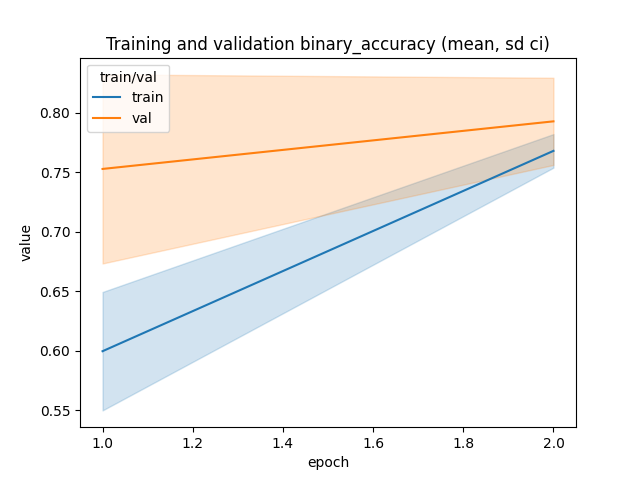 Training and validation binary_accuracy (mean, sd ci)
train/val
train
val
0.80
0.75
0.70
0.65
0.60
0.55
value
1.0 1.2 1.4 1.6 1.8 2.0
epoch